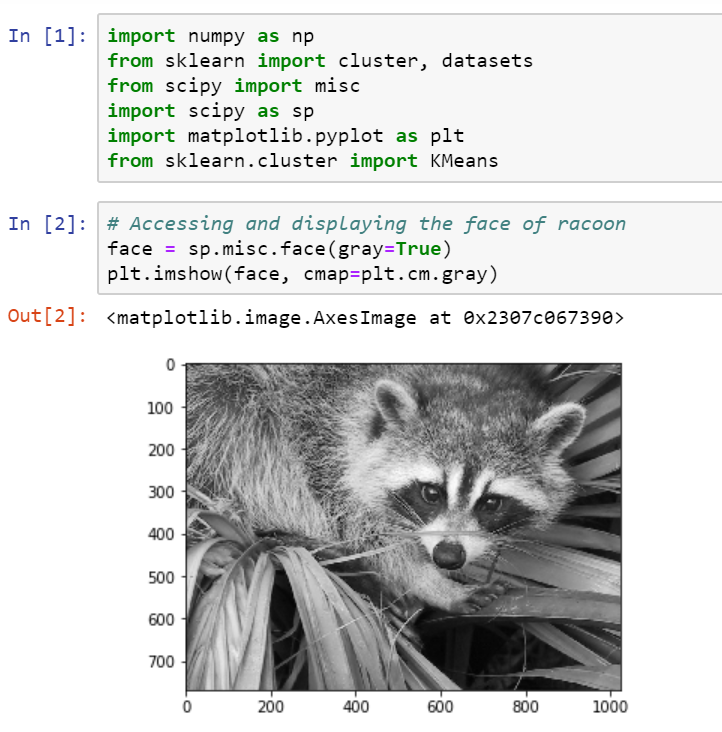 In [1]:
import numpy as np
from sklearn import cluster, datasets
from scipy import misc
import scipy as sp
import matplotlib.pyplot as plt
from sklearn.cluster import KMeans
In [2]:
# Accessing and displaying the face of racoon
face = sp.misc.face(gray=True)
plt.imshow(face, cmap=plt.cm.gray)
Out[2]:
<matplotlib.image.AxesImage at 0x2307c067390>
0
100
200
300
400
500
600
700
0 200 400 600 800 1000